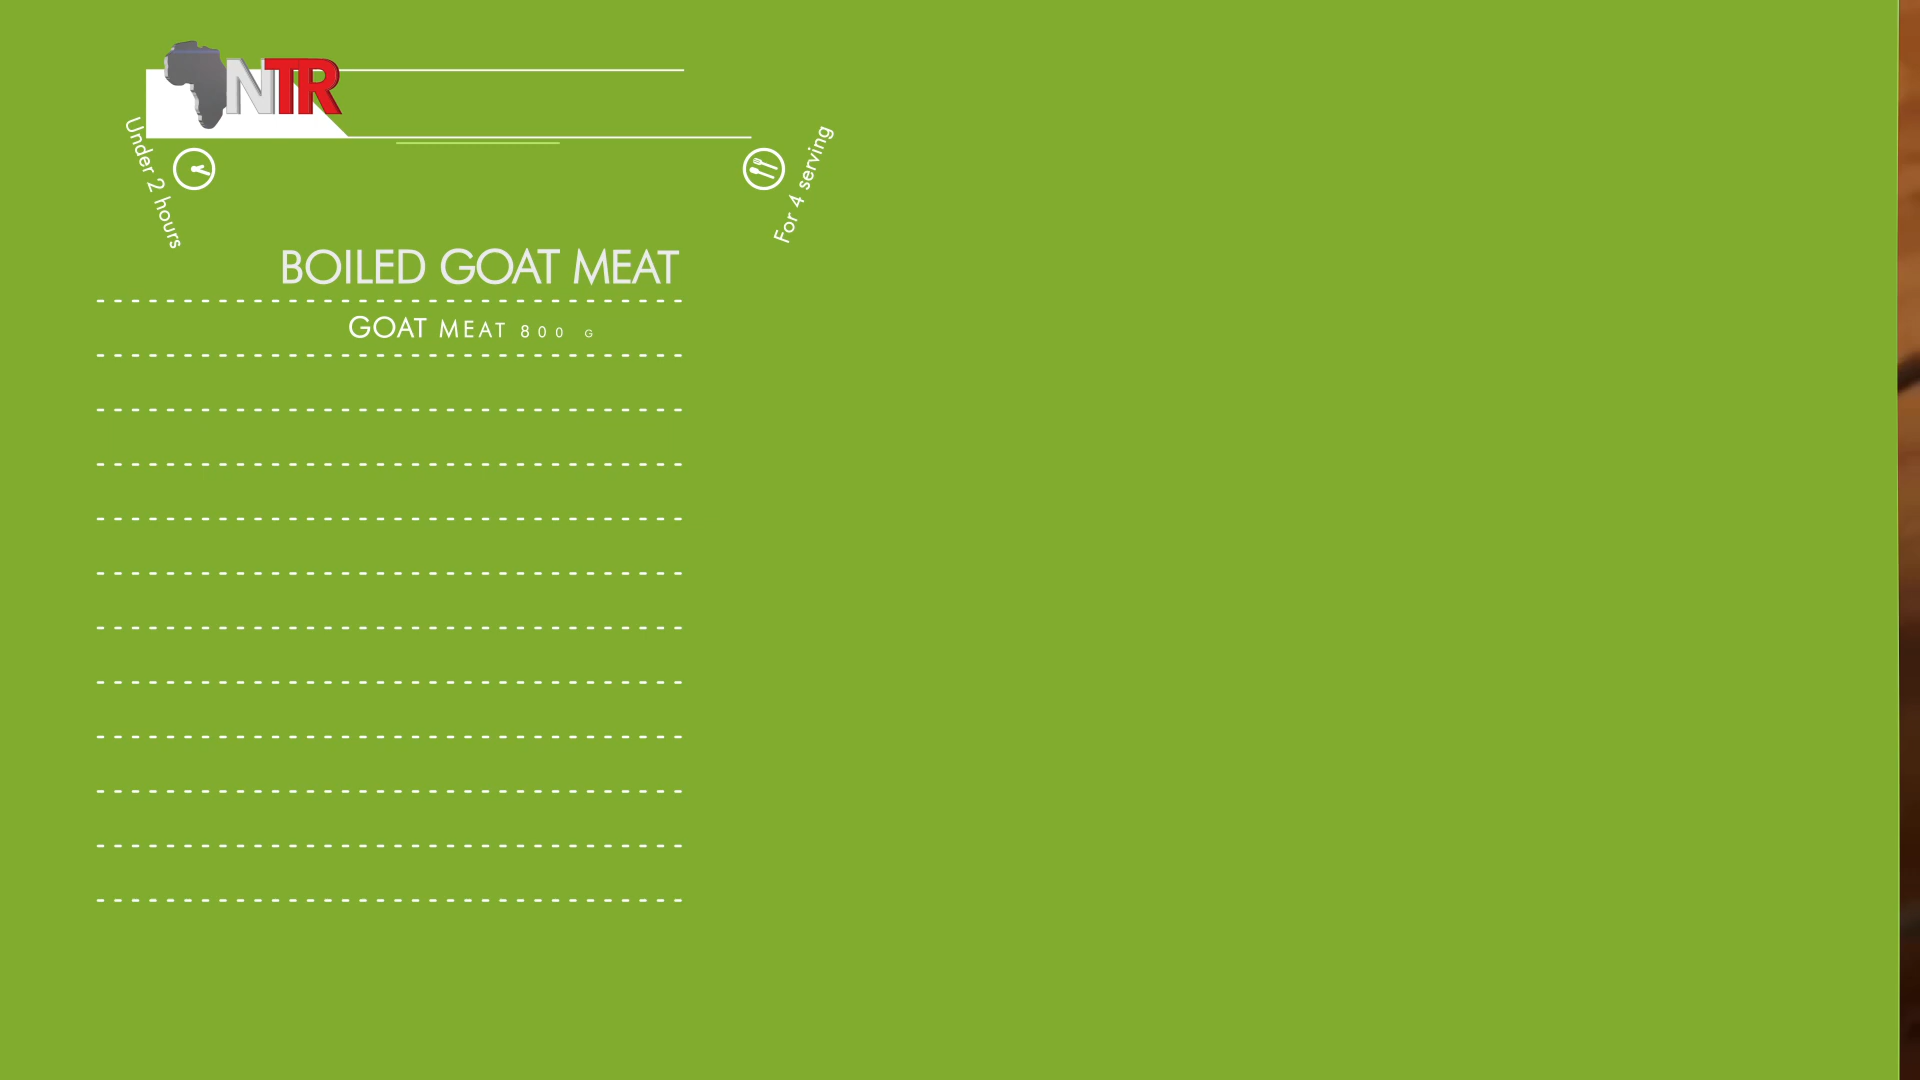 NTR
Under 2 hours
For 4 serving
BOILED GOAT MEAT
GOAT MEAT 800 G